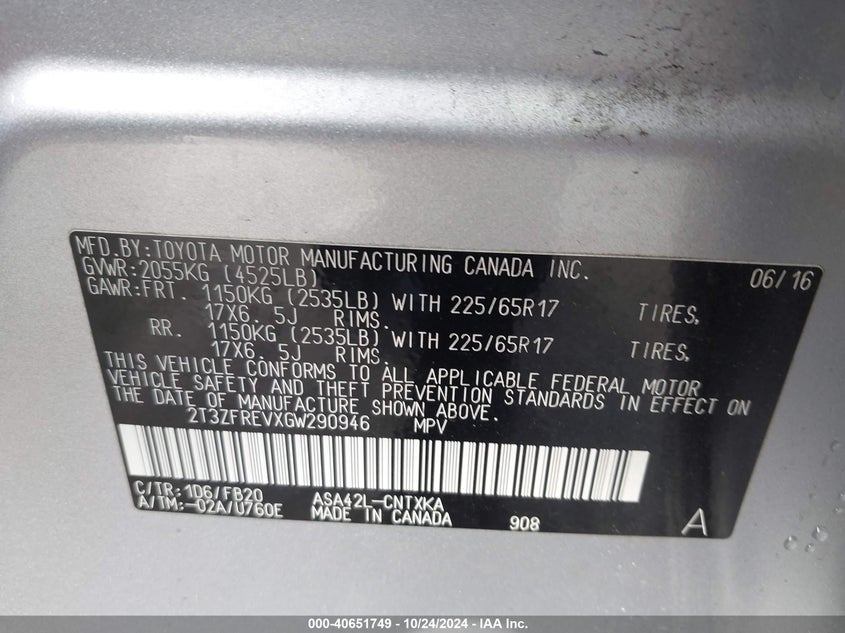 MFD.BY:TOYOTA MOTOR MANUFACTURING CANADA INC. 06/16
GVWR:2055KG (4525LB)
GAWR:FRT. 1150KG (2535LB) WITH 225/65R17 TIRES,
17X6. 5J RIMS.
RR. 1150KG (2535LB) WITH 225/65R17 TIRES,
17X6. 5J RIMS.
THIS VEHICLE CONFORMS TO ALL APPLICABLE FEDERAL MOTOR
VEHICLE SAFETY AND THEFT PREVENTION STANDARDS IN EFFECT ON
THE DATE OF MANUFACTURE SHOWN ABOVE.
2T3ZFREVXGW290946 MPV
C/TR:1D6/FB20 ASA42L-CNTXKA
A/TM:-02A/U760E MADE IN CANADA 908 A
000-40651749 - 10/24/2024 - IAA Inc.